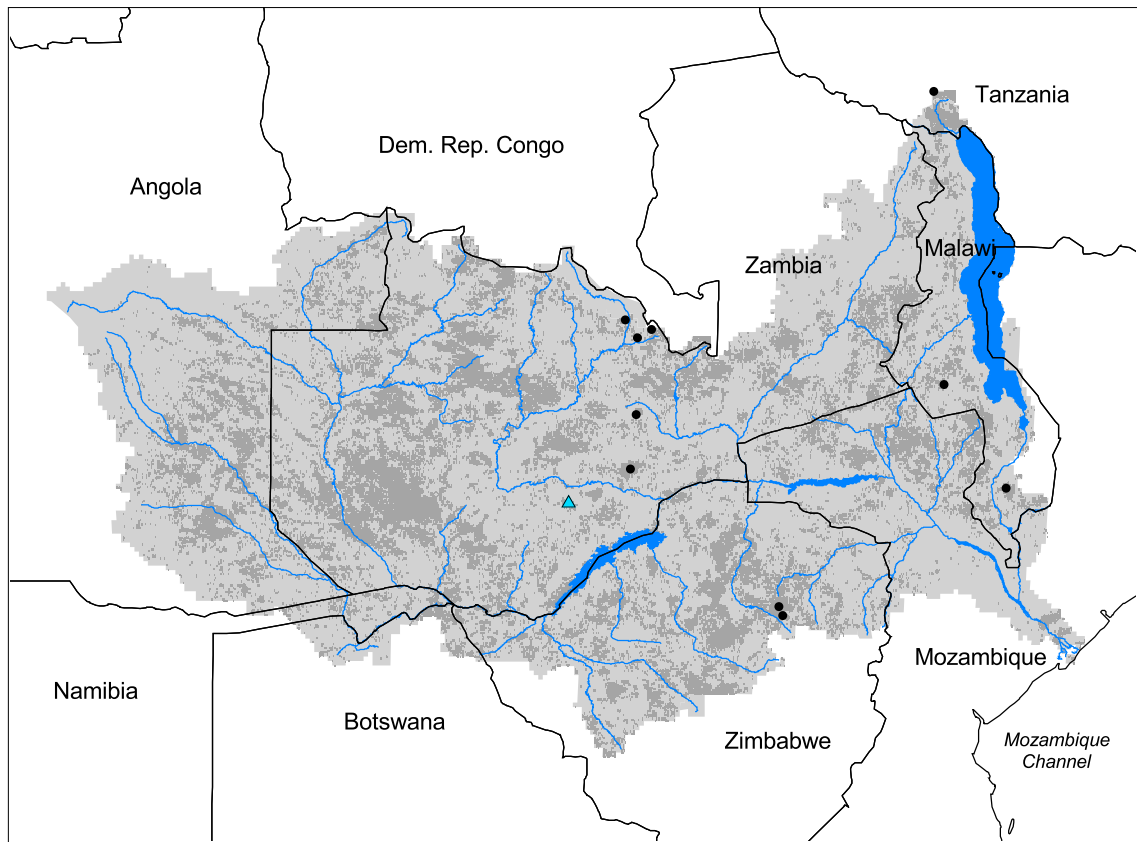 Tanzania
Dem. Rep. Congo
Angola
Malawi
Zambia
Mozambique
Namibia
Botswana
Zimbabwe
Mozambique
Channel